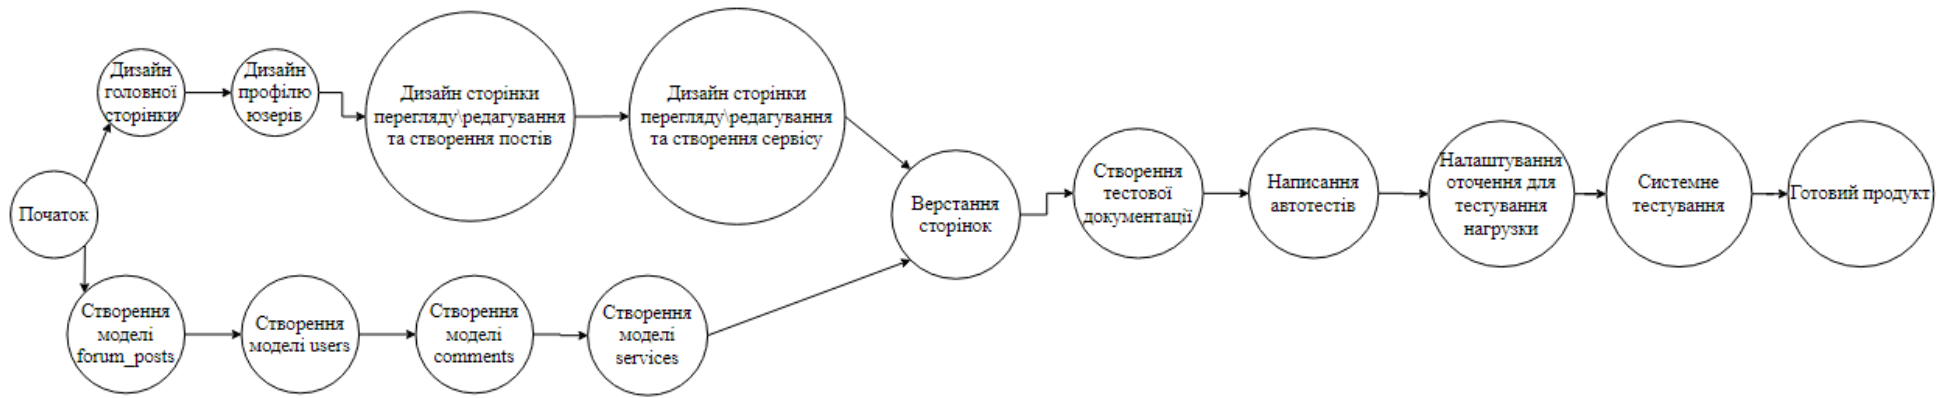 Початок
Дизайн
головної
сторінки
Дизайн
профілю
юзерів
Дизайн сторінки
перегляду\редагування
та створення постів
Дизайн сторінки
перегляду\редагування
та створення сервісу
Створення
моделі
forum_posts
Створення
моделі users
Створення
моделі
comments
Створення
моделі
services
Верстання
сторінок
Створення
тестової
документації
Написання
автотестів
Налаштування
оточення для
тестування
нагрузки
Системне
тестування
Готовий продукт